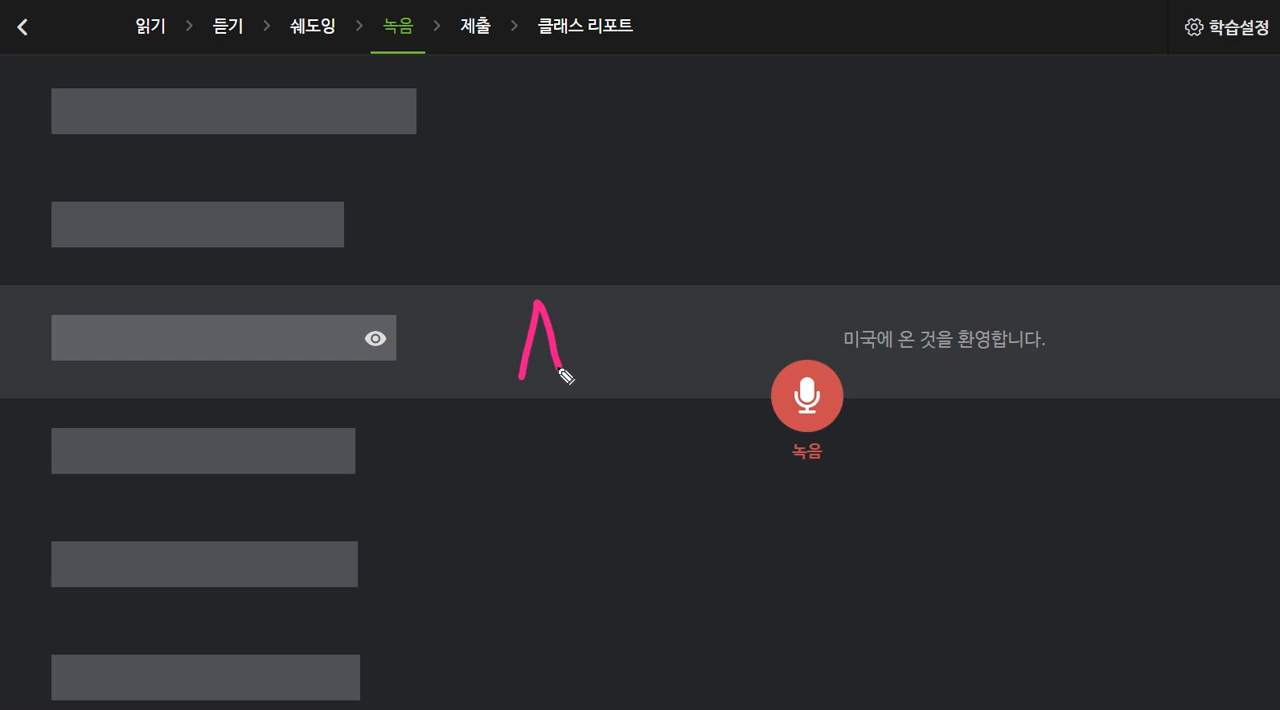 읽기 > 듣기 > 쉐도잉 > 녹음 > 제출 > 클래스 리포트 학습설정
미국에 온 것을 환영합니다.
녹음